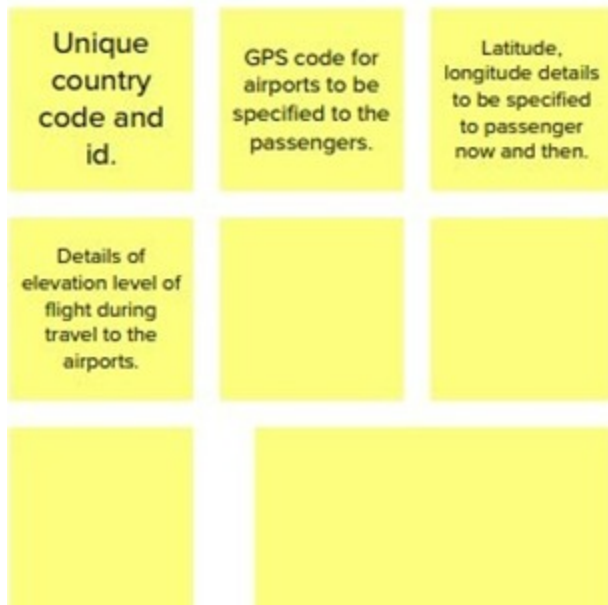 Unique
country
code and
id.
GPS code for
airports to be
specified to the
passengers.
Latitude,
longitude details
to be specified
to passenger
now and then.
Details of
elevation level of
flight during
travel to the
airports.